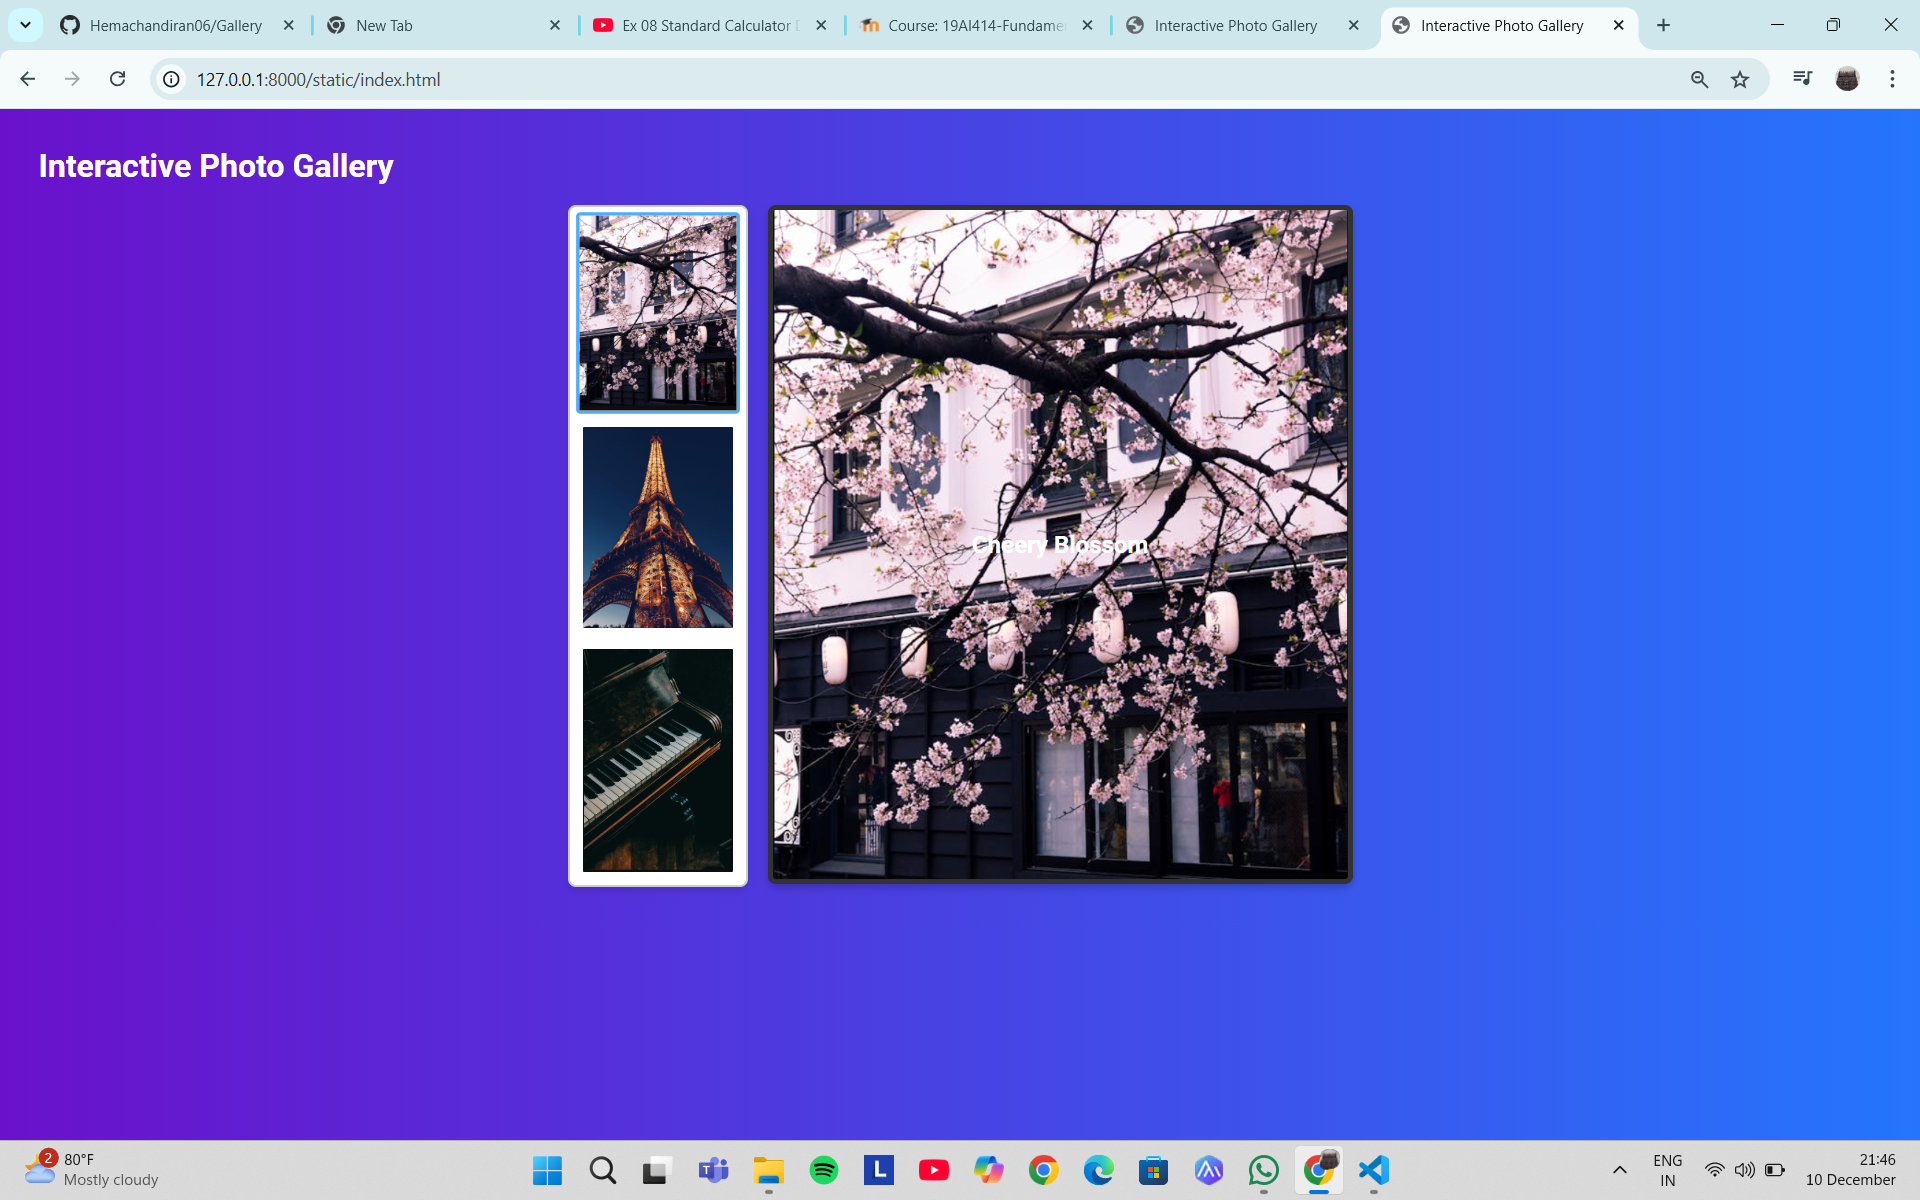 Hemachandiran06/Gallery
New Tab
Ex 08 Standard Calculator
Course: 19AI414-Fundame
Interactive Photo Gallery
Interactive Photo Gallery
127.0.0.1:8000/static/index.html
Interactive Photo Gallery
Cheery Blossom
2
80°F
Mostly cloudy
L
ENG
IN
21:46
10 December